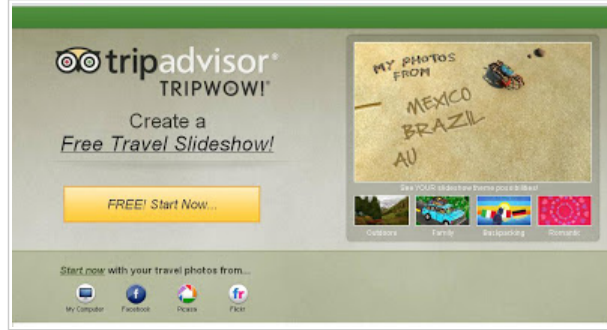 tripadvisor®
TRIPWOW!®
Create a
Free Travel Slideshow!
FREE! Start Now...
MY PHOTOS
FROM
MEXICO
BRAZIL
AU
See YOUR slideshow theme possibilities!
Outdoors Family Backpacking Romantic
Start now with your travel photos from...
My Computer Facebook Picasa Flickr
fr